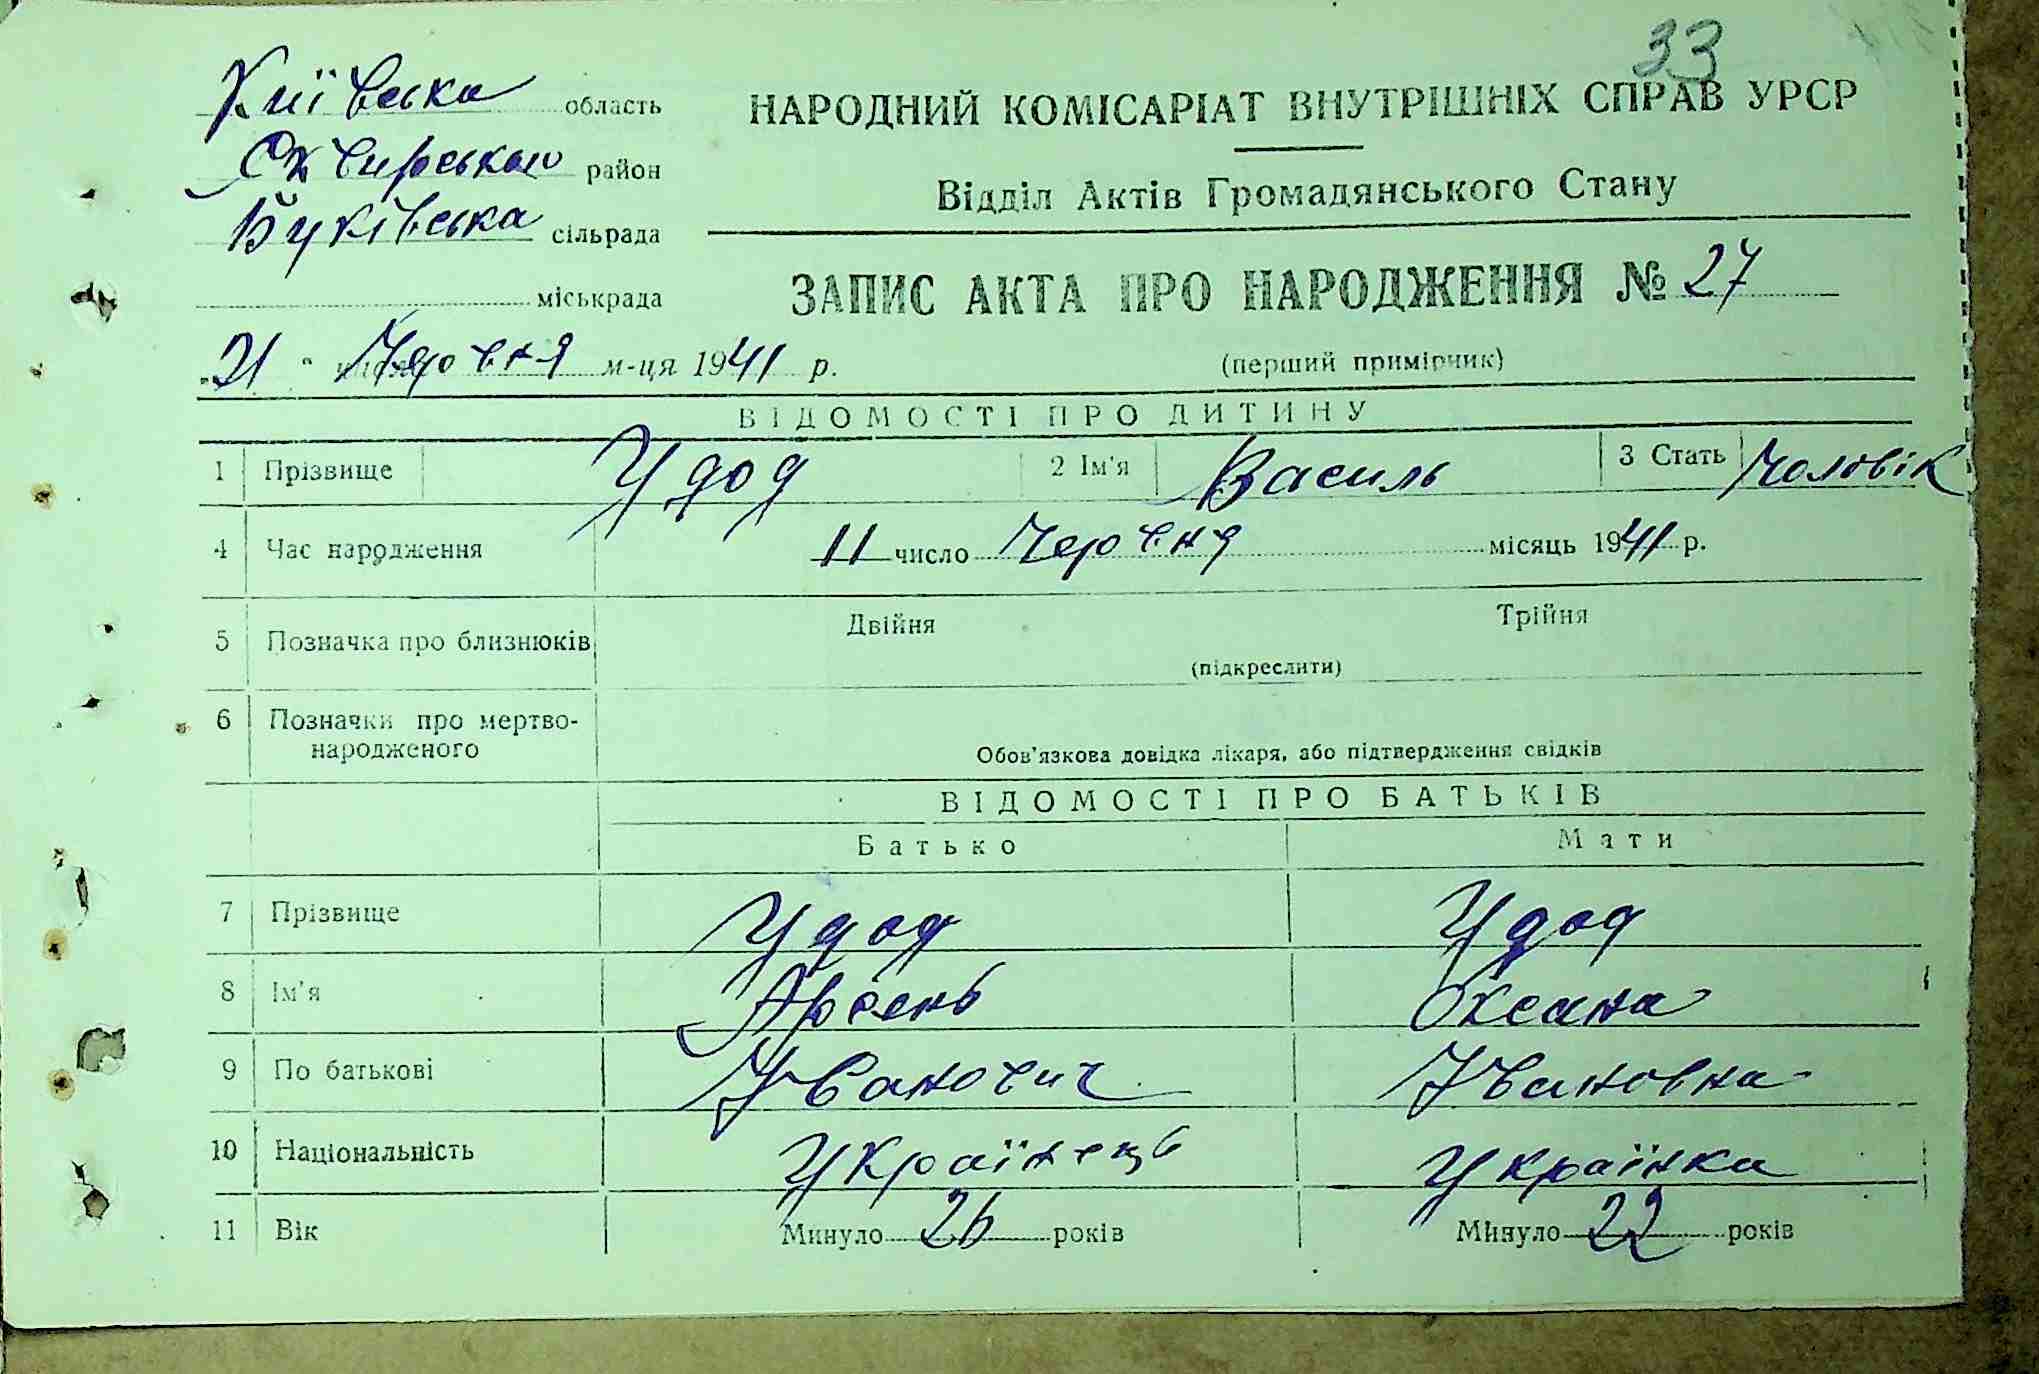 33
Київська область
НАРОДНИЙ КОМІСАРІАТ ВНУТРІШНІХ СПРАВ УРСР
Сквирський район
Відділ Актів Громадянського Стану
Буківська сільрада
міськрада
ЗАПИС АКТА ПРО НАРОДЖЕННЯ № 27
„21" Червня м-ця 1941 р.
(перший примірник)
ВІДОМОСТІ ПРО ДИТИНУ
1 Прізвище Удод 2 Ім'я Василь 3 Стать Чоловік
4 Час народження 11 число Червня місяць 1941 р.
5 Позначка про близнюків Двійня Трійня
(підкреслити)
6 Позначки про мертво-
народженого
Обов'язкова довідка лікаря, або підтвердження свідків
ВІДОМОСТІ ПРО БАТЬКІВ
Батько Мати
7 Прізвище Удод Удод
8 Ім'я Арсень Оксана
9 По батькові Іванович Івановна
10 Національність Українець Українка
11 Вік Минуло 26 років Минуло 22 років